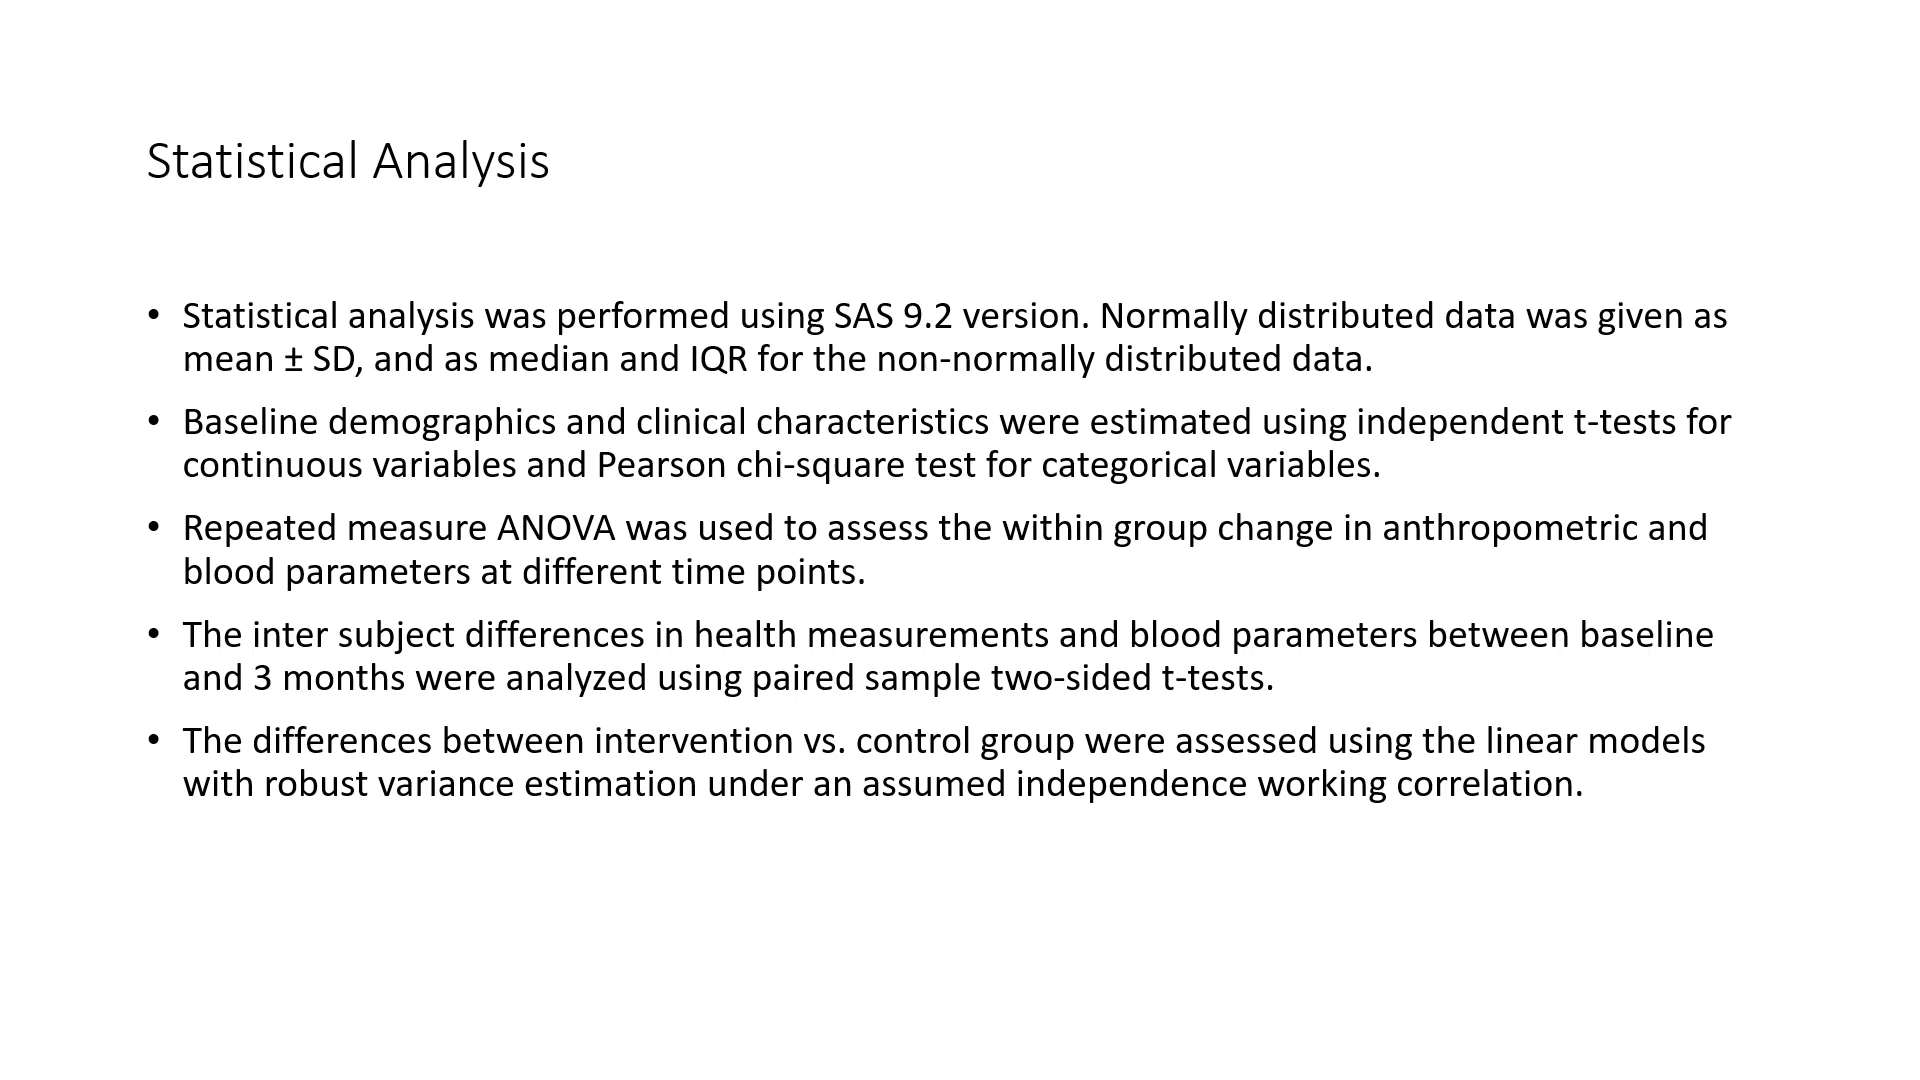 Statistical Analysis
• Statistical analysis was performed using SAS 9.2 version. Normally distributed data was given as
mean ± SD, and as median and IQR for the non-normally distributed data.
• Baseline demographics and clinical characteristics were estimated using independent t-tests for
continuous variables and Pearson chi-square test for categorical variables.
• Repeated measure ANOVA was used to assess the within group change in anthropometric and
blood parameters at different time points.
• The inter subject differences in health measurements and blood parameters between baseline
and 3 months were analyzed using paired sample two-sided t-tests.
• The differences between intervention vs. control group were assessed using the linear models
with robust variance estimation under an assumed independence working correlation.